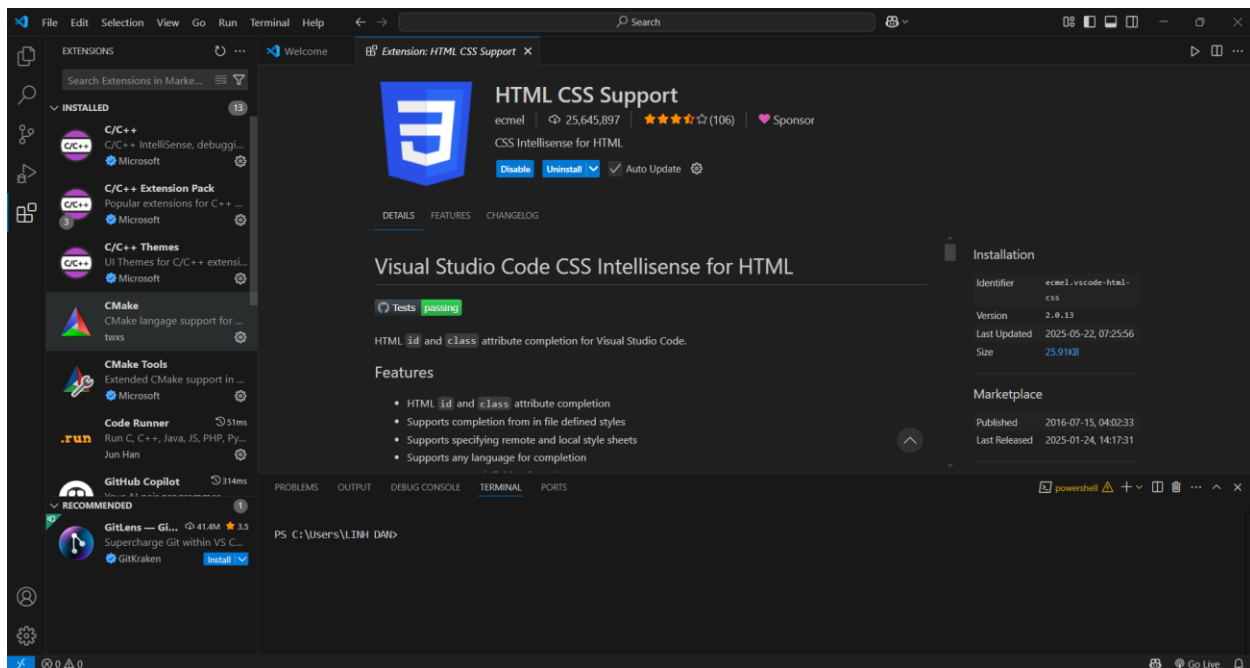 File Edit Selection View Go Run Terminal Help
Search
EXTENSIONS
Search Extensions in Marke...
INSTALLED
13
C/C++
C/C++
C/C++ IntelliSense, debuggi...
Microsoft
C/C++
3
C/C++ Extension Pack
Popular extensions for C++ ...
Microsoft
C/C++
C/C++ Themes
UI Themes for C/C++ extensi...
Microsoft
CMake
CMake langage support for ...
twxs
CMake Tools
Extended CMake support in ...
Microsoft
.run
Code Runner 51ms
Run C, C++, Java, JS, PHP, Py...
Jun Han
GitHub Copilot 314ms
RECOMMENDED
1
GitLens — Gi... 41.4M 3.5
Supercharge Git within VS C...
GitKraken
Install
Welcome
Extension: HTML CSS Support
HTML CSS Support
ecmel 25,645,897 (106) Sponsor
CSS Intellisense for HTML
Disable Uninstall Auto Update
DETAILS FEATURES CHANGELOG
Visual Studio Code CSS Intellisense for HTML
Tests passing
HTML id and class attribute completion for Visual Studio Code.
Features
HTML id and class attribute completion
Supports completion from in file defined styles
Supports specifying remote and local style sheets
Supports any language for completion
Installation
Identifier ecmel.vscode-html-
css
Version 2.0.13
Last Updated 2025-05-22, 07:25:56
Size 25.91KB
Marketplace
Published 2016-07-15, 04:02:33
Last Released 2025-01-24, 14:17:31
PROBLEMS OUTPUT DEBUG CONSOLE TERMINAL PORTS
powershell
PS C:\Users\LINH DAN>
0 0
Go Live